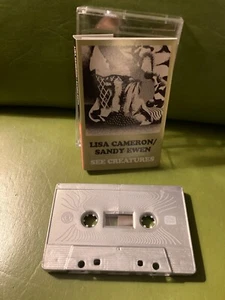 LISA CAMERON/
SANDY EWEN
SEE CREATURES